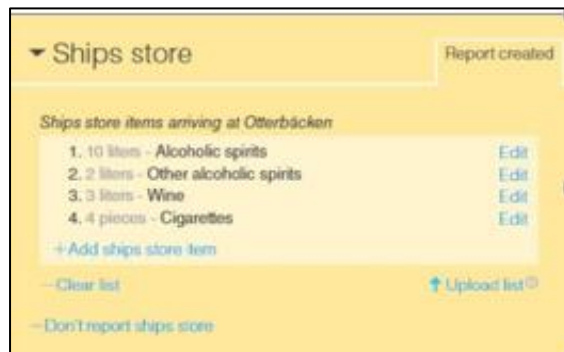 Ships store
Report created
Ships store items arriving at Otterbäcken
1. 10 liters - Alcoholic spirits Edit
2. 2 liters - Other alcoholic spirits Edit
3. 3 liters - Wine Edit
4. 4 pieces - Cigarettes Edit
+Add ships store item
−Clear list
Upload list
−Don't report ships store